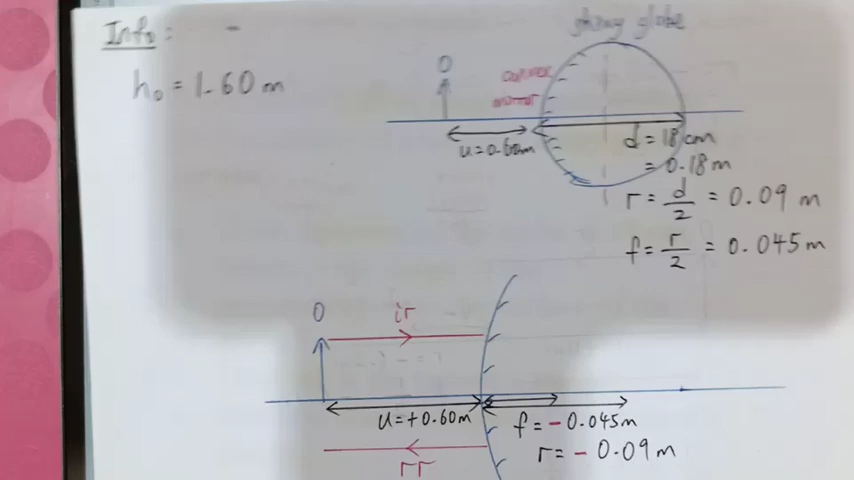 Info : -
h₀ = 1.60 m
shiny globe
O
convex
mirror
u=0.60m
d = 18 cm
= 0.18 m
r = d/2 = 0.09 m
f = r/2 = 0.045 m
O
ir
u=+0.60m
f = - 0.045m
r = - 0.09 m
rr